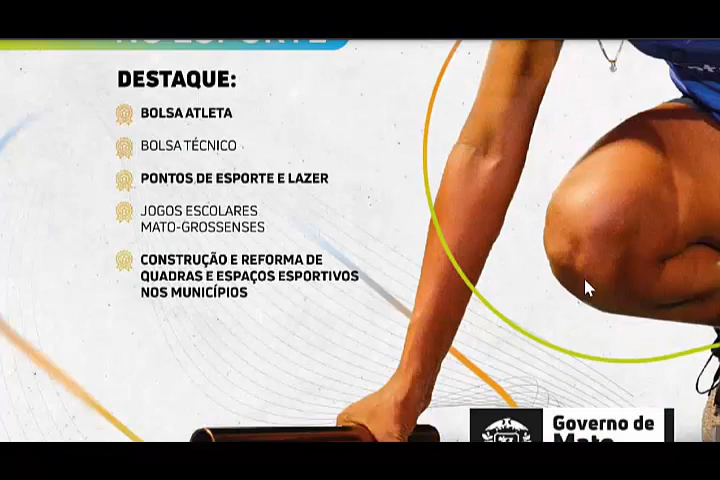 DESTAQUE:
BOLSA ATLETA
BOLSA TÉCNICO
PONTOS DE ESPORTE E LAZER
JOGOS ESCOLARES
MATO-GROSSENSES
CONSTRUÇÃO E REFORMA DE
QUADRAS E ESPAÇOS ESPORTIVOS
NOS MUNICÍPIOS
Governo de
Mato